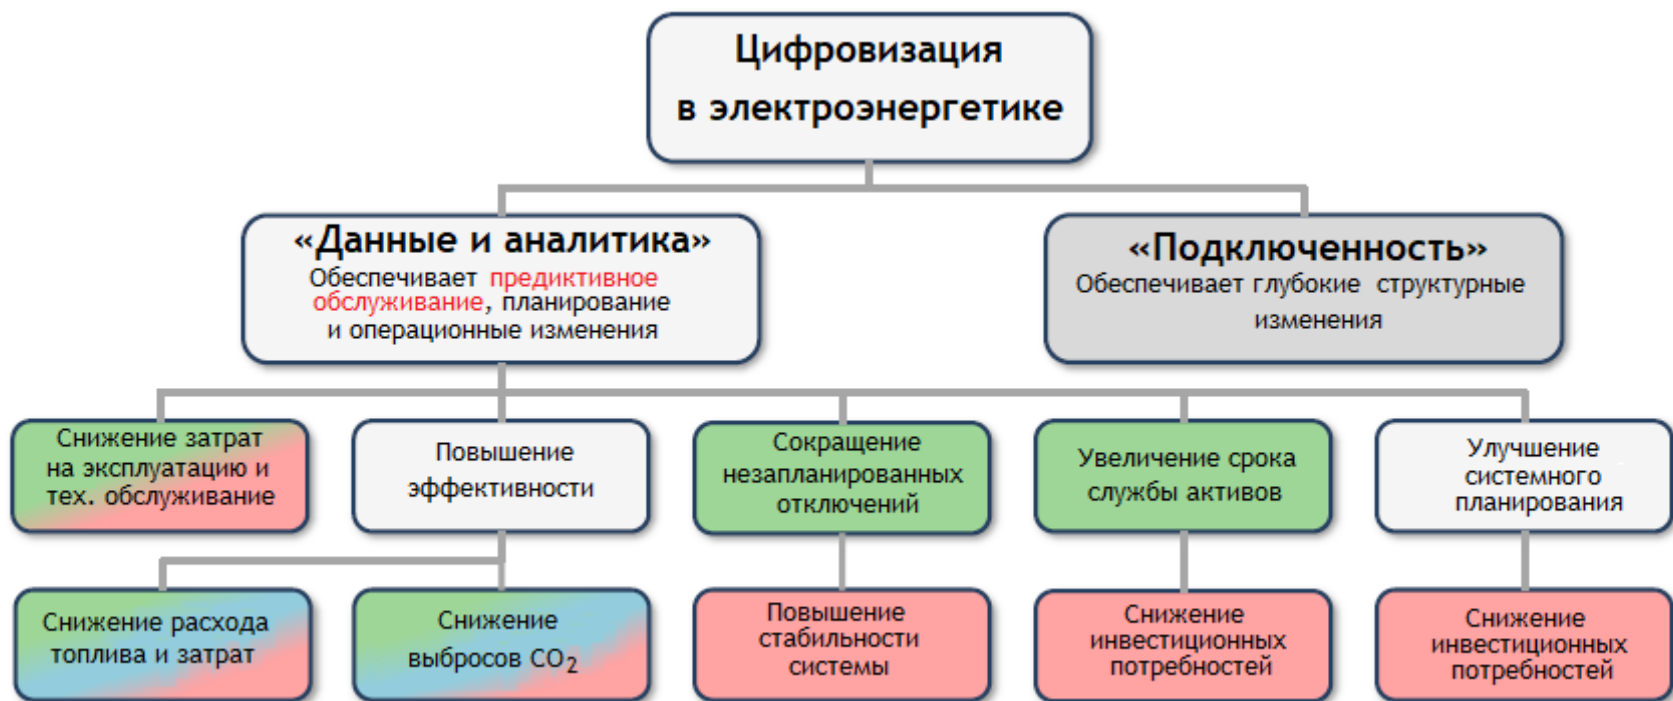 Цифровизация
в электроэнергетике
«Данные и аналитика»
Обеспечивает предиктивное
обслуживание, планирование
и операционные изменения
«Подключенность»
Обеспечивает глубокие структурные
изменения
Снижение затрат
на эксплуатацию и
тех. обслуживание
Повышение
эффективности
Сокращение
незапланированных
отключений
Увеличение срока
службы активов
Улучшение
системного
планирования
Снижение расхода
топлива и затрат
Снижение
выбросов CO₂
Повышение
стабильности
системы
Снижение
инвестиционных
потребностей
Снижение
инвестиционных
потребностей